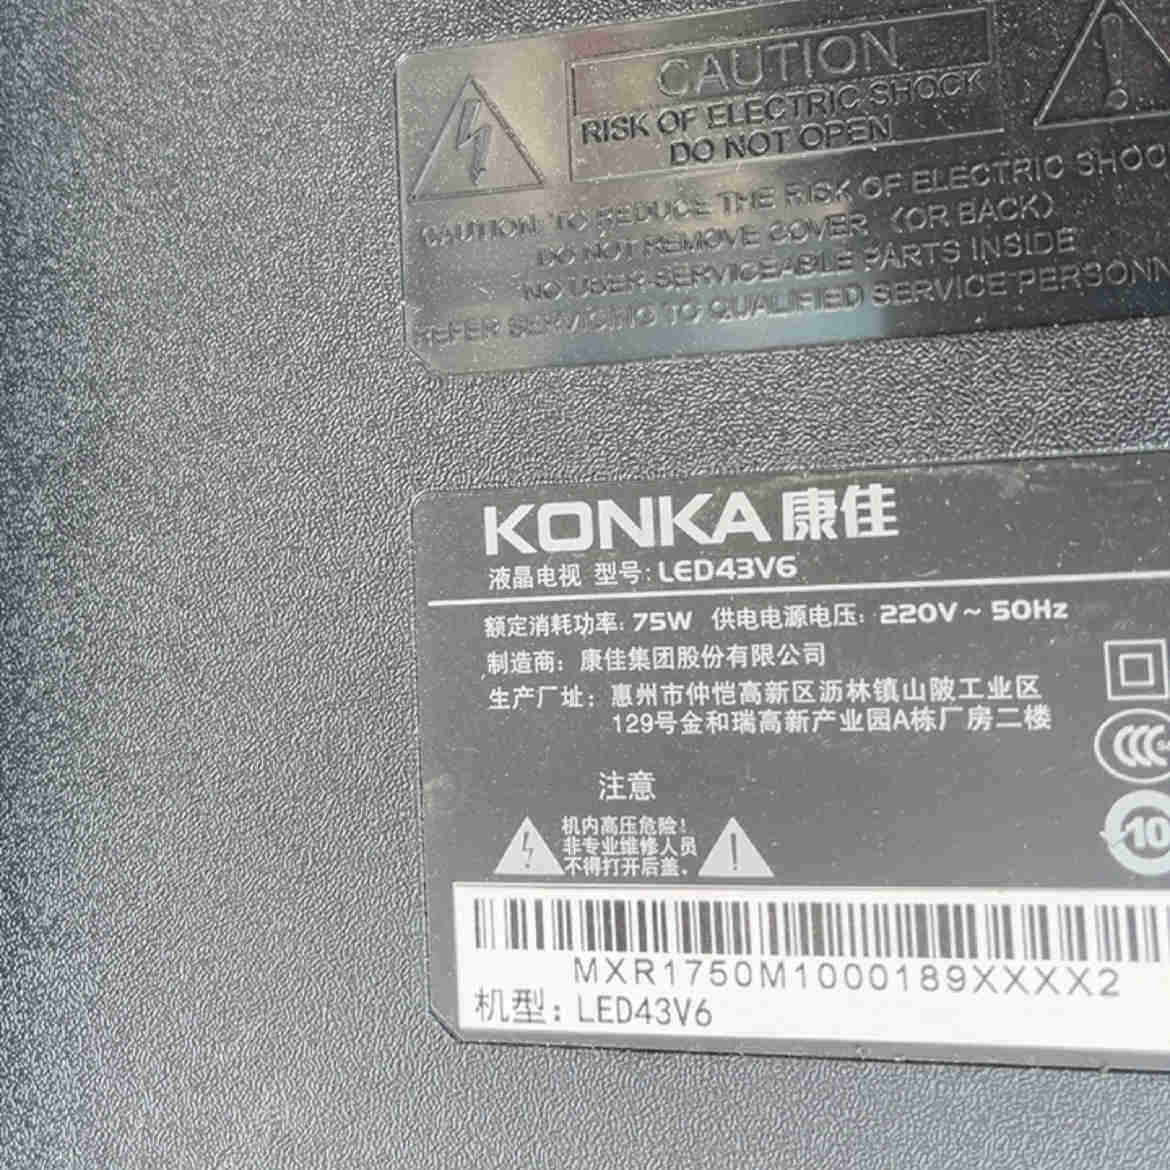 CAUTION
RISK OF ELECTRIC SHOCK
DO NOT OPEN
CAUTION: TO REDUCE THE RISK OF ELECTRIC SHOC
DO NOT REMOVE COVER (OR BACK)
NO USER-SERVICEABLE PARTS INSIDE
REFER SERVICING TO QUALIFIED SERVICE PERSONN
KONKA 康佳
液晶电视 型号: LED43V6
额定消耗功率: 75W 供电电源电压: 220V ~ 50Hz
制造商: 康佳集团股份有限公司
生产厂址: 惠州市仲恺高新区沥林镇山陂工业区
129号金和瑞高新产业园A栋厂房二楼
CCC
10
注意
机内高压危险!
非专业维修人员
不得打开后盖。
MXR1750M1000189XXXX2
机型: LED43V6